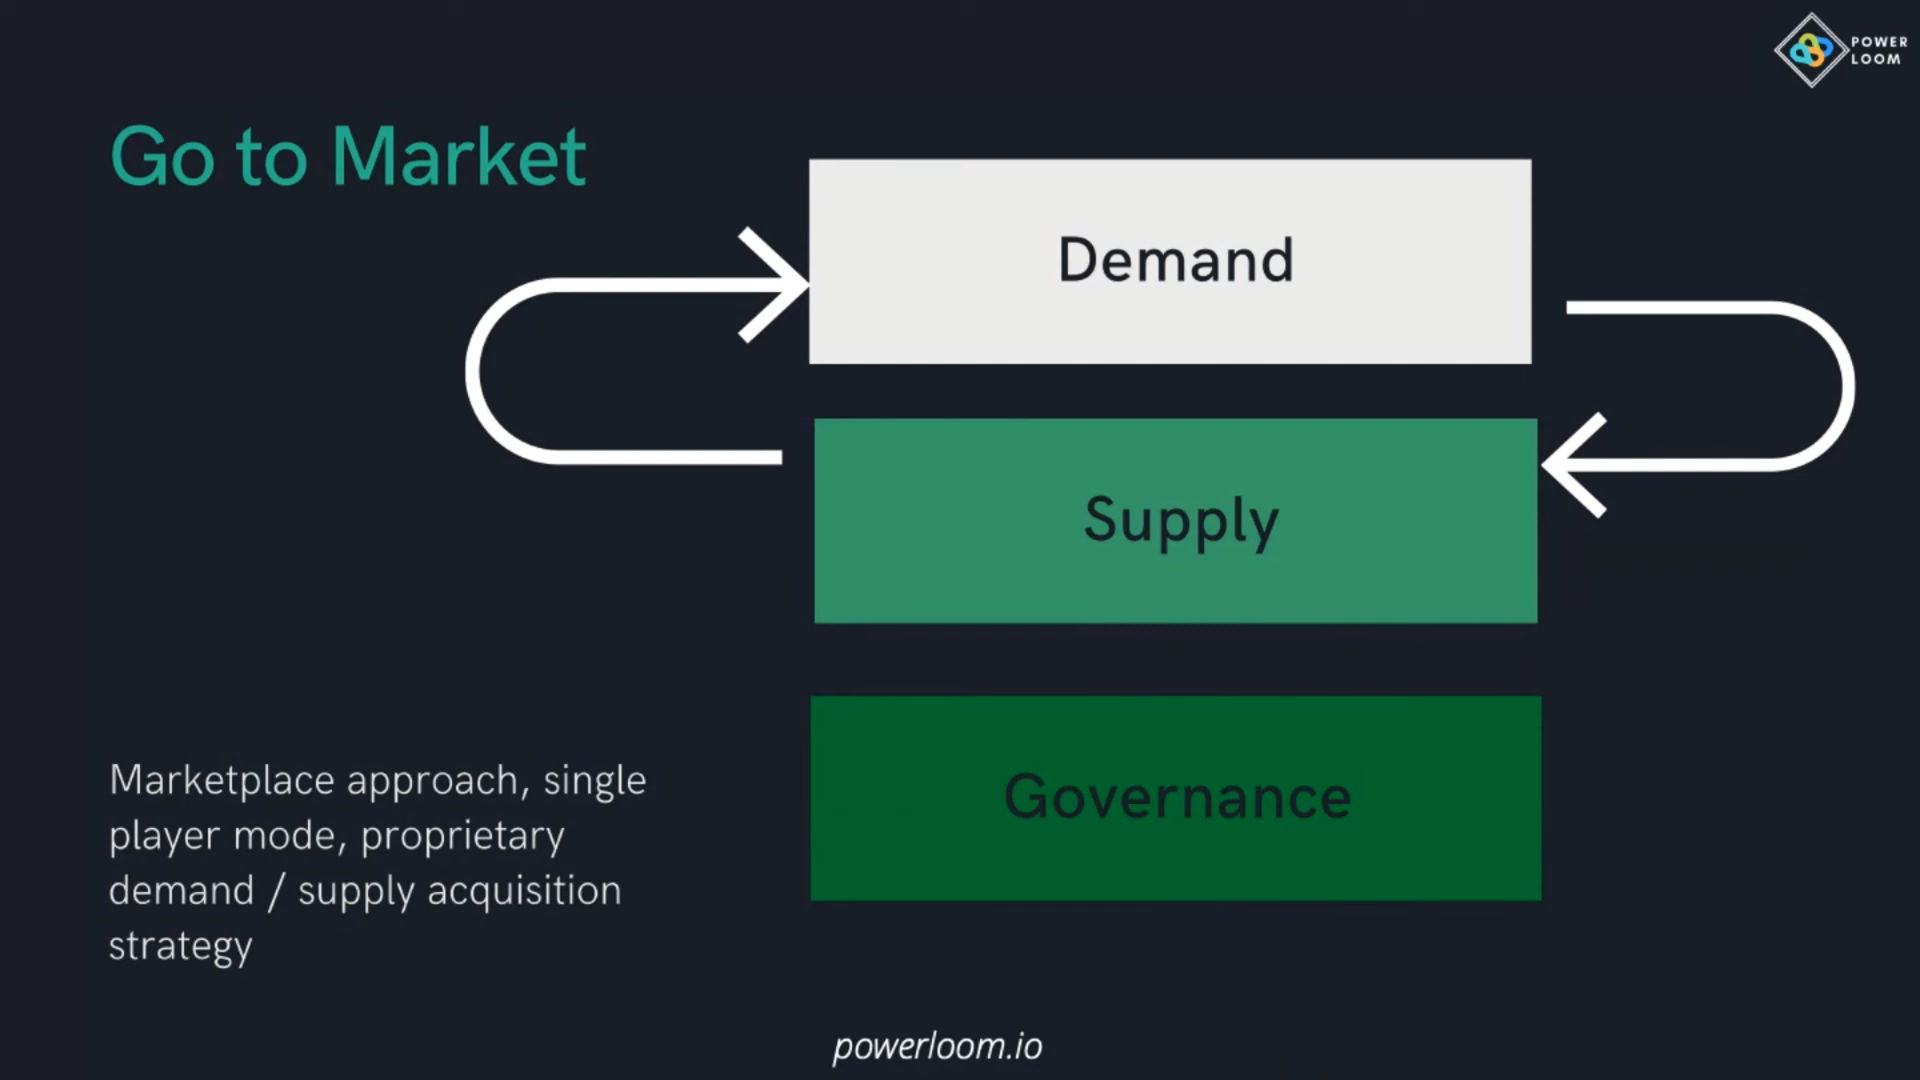 POWER
LOOM
Go to Market
Demand
Supply
Governance
Marketplace approach, single
player mode, proprietary
demand / supply acquisition
strategy
powerloom.io